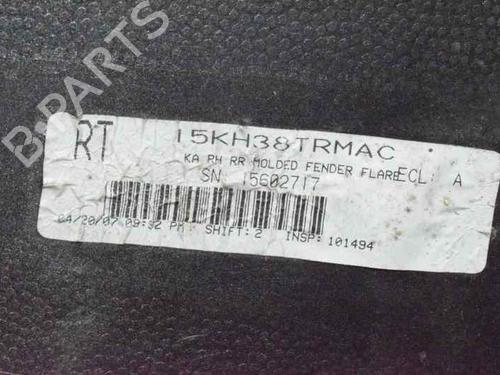 B-PARTS
RT 15KH38TRMAC
KA RH RR MOLDED FENDER FLARE ECL: A
SN: 15602717
04/20/07 09:32 PM SHIFT: 2 INSP: 101494